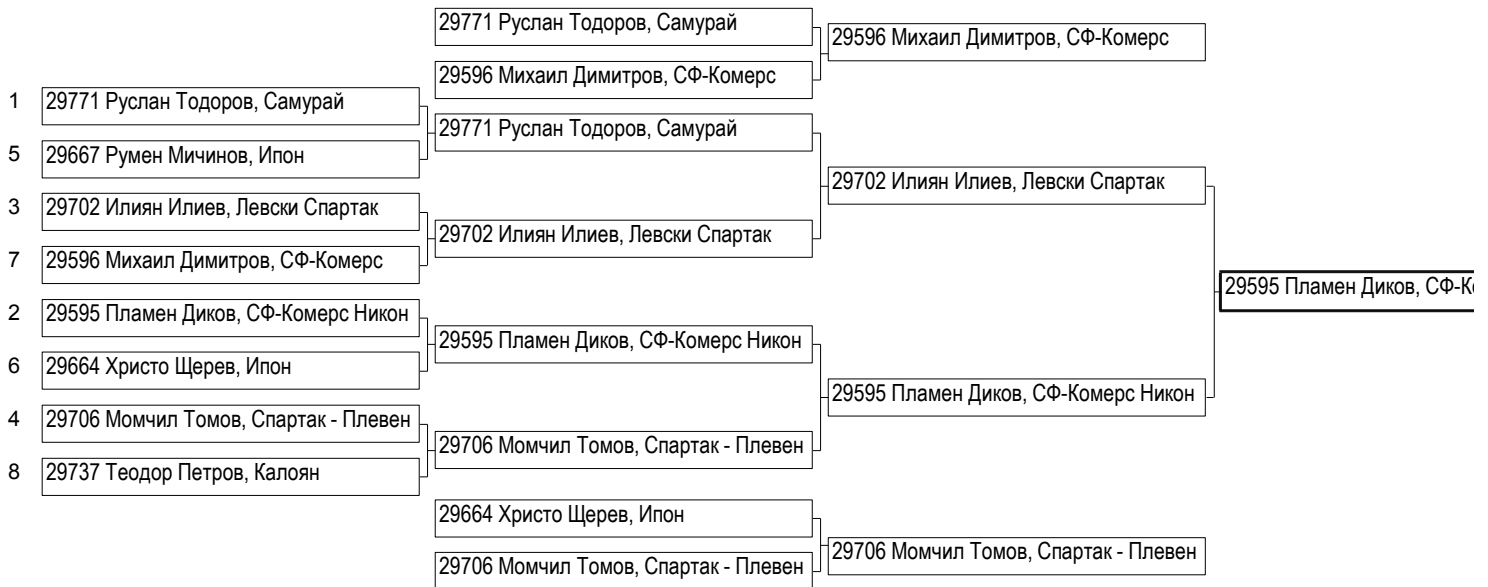 29771 Руслан Тодоров, Самурай
29596 Михаил Димитров, СФ-Комерс
29596 Михаил Димитров, СФ-Комерс
1 29771 Руслан Тодоров, Самурай
29771 Руслан Тодоров, Самурай
5 29667 Румен Мичинов, Ипон
29702 Илиян Илиев, Левски Спартак
3 29702 Илиян Илиев, Левски Спартак
29702 Илиян Илиев, Левски Спартак
7 29596 Михаил Димитров, СФ-Комерс
29595 Пламен Диков, СФ-К
2 29595 Пламен Диков, СФ-Комерс Никон
29595 Пламен Диков, СФ-Комерс Никон
6 29664 Христо Щерев, Ипон
29595 Пламен Диков, СФ-Комерс Никон
4 29706 Момчил Томов, Спартак - Плевен
29706 Момчил Томов, Спартак - Плевен
8 29737 Теодор Петров, Калоян
29664 Христо Щерев, Ипон
29706 Момчил Томов, Спартак - Плевен
29706 Момчил Томов, Спартак - Плевен